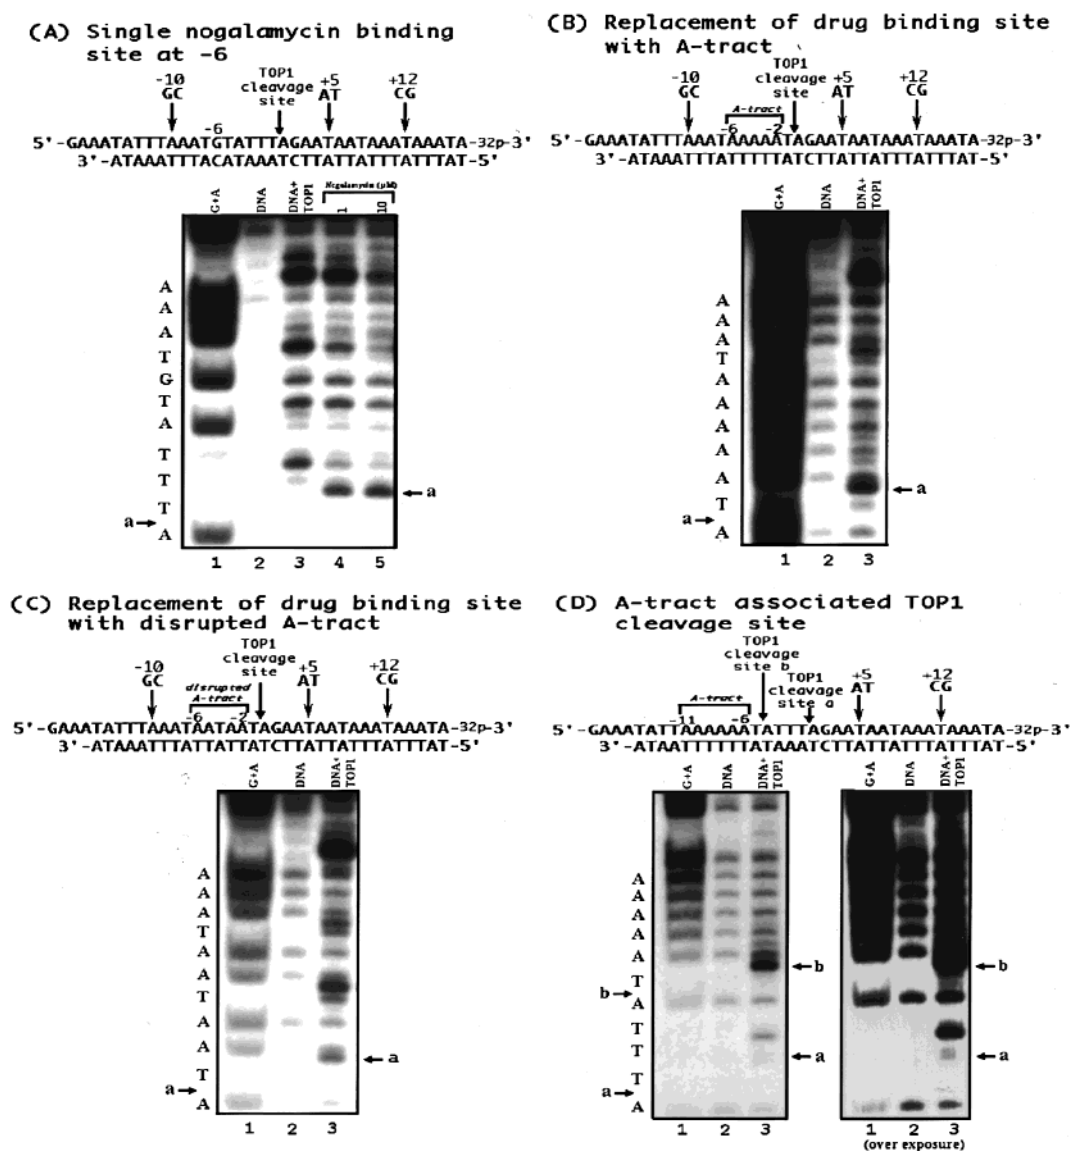 (A) Single nogalamycin binding
site at -6
TOP1
cleavage
site
-10
GC
+5
AT
+12
CG
-6
5'-GAAATATTTAAATGTATTTAGAATAATAAATAAATA-32p-3'
3'-ATAAATTTACATAAATCTTATTATTTATTTAT-5'
G+A
DNA
DNA+
TOP1
Nogalamycin (µM)
1
10
A
A
A
T
G
T
A
T
T
T
a
A
a
1 2 3 4 5
(B) Replacement of drug binding site
with A-tract
TOP1
cleavage
site
-10
GC
+5
AT
+12
CG
A-tract
-6 -2
5'-GAAATATTTAAATAAAAATAGAATAATAAATAAATA-32p-3'
3'-ATAAATTTATTTTTATCTTATTATTTATTTAT-5'
G+A
DNA
DNA+
TOP1
A
A
A
T
A
A
A
A
A
T
a
A
a
1 2 3
(C) Replacement of drug binding site
with disrupted A-tract
TOP1
cleavage
site
-10
GC
+5
AT
+12
CG
disrupted
A-tract
-6 -2
5'-GAAATATTTAAATAATAATAGAATAATAAATAAATA-32p-3'
3'-ATAAATTTATTATTATCTTATTATTTATTTAT-5'
G+A
DNA
DNA+
TOP1
A
A
A
T
A
A
T
A
A
T
a
A
a
1 2 3
(D) A-tract associated TOP1
cleavage site
TOP1
cleavage
site b
TOP1
cleavage
site a
+5
AT
+12
CG
A-tract
-11 -6
5'-GAAATATTAAAAAATATTTAGAATAATAAATAAATA-32p-3'
3'-ATAATTTTTTATAAATCTTATTATTTATTTAT-5'
G+A
DNA
DNA+
TOP1
G+A
DNA
DNA+
TOP1
A
A
A
A
A
T
b
A
T
T
T
a
A
b
a
b
a
1 2 3
1 2 3
(over exposure)